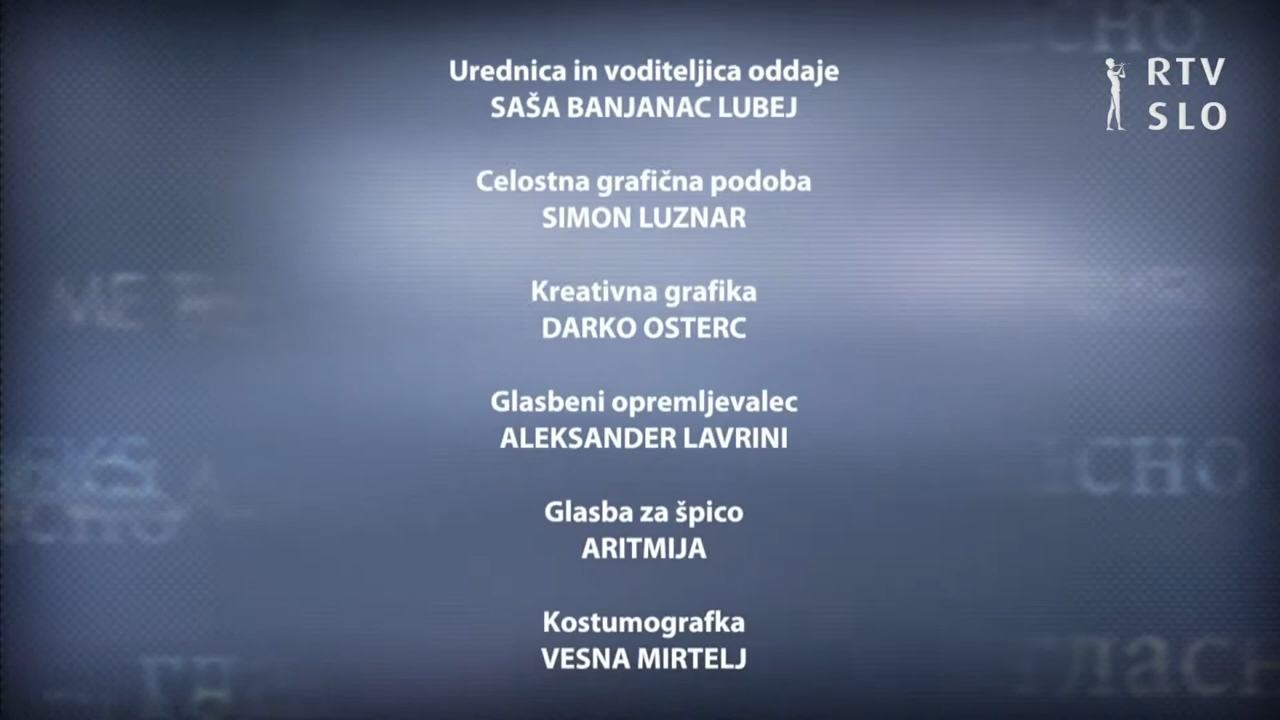 Urednica in voditeljica oddaje
SAŠA BANJANAC LUBEJ
Celostna grafična podoba
SIMON LUZNAR
Kreativna grafika
DARKO OSTERC
Glasbeni opremljevalec
ALEKSANDER LAVRINI
Glasba za špico
ARITMIJA
Kostumografka
VESNA MIRTELJ
RTV
SLO